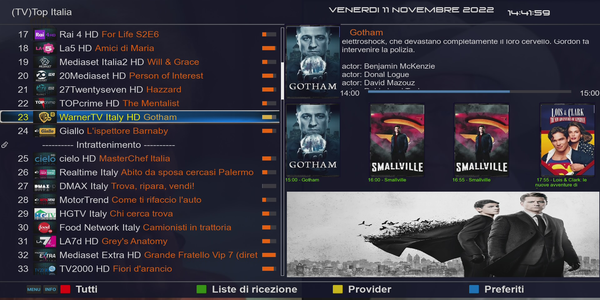 (TV)Top Italia
VENERDI 11 NOVEMBRE 2022 14:41:59
17 Rai 4 HD For Life S2E6
18 La5 HD Amici di Maria
19 Mediaset Italia2 HD Will & Grace
20 20Mediaset HD Person of Interest
21 27Twentyseven HD Hazzard
22 TOPcrime HD The Mentalist
23 WarnerTV Italy HD Gotham
24 Giallo L'ispettore Barnaby
---------- Intrattenimento ----------
25 cielo HD MasterChef Italia
26 Realtime Italy Abito da sposa cercasi Palermo
27 DMAX Italy Trova, ripara, vendi!
28 MotorTrend Come ti rifaccio l'auto
29 HGTV Italy Chi cerca trova
30 Food Network Italy Camionisti in trattoria
31 LA7d HD Grey's Anatomy
32 Mediaset Extra HD Grande Fratello Vip 7 (diret
33 TV2000 HD Fiori d'arancio
Gotham
elettroshock, che devastano completamente il loro cervello. Gordon fa
intervenire la polizia.
actor: Benjamin McKenzie
actor: Donal Logue
actor: David Mazouz
GOTHAM
14:00 15:00
GOTHAM
SMALLVILLE
SMALLVILLE
LOIS & CLARK
15:00 - Gotham
16:00 - Smallville
16:55 - Smallville
17:55 - Lois & Clark: le
nuove avventure di
MENU INFO Tutti Liste di ricezione Provider Preferiti